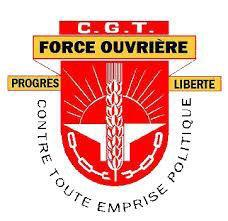 C.G.T.
FORCE OUVRIÈRE
PROGRES LIBERTE
CONTRE TOUTE EMPRISE POLITIQUE